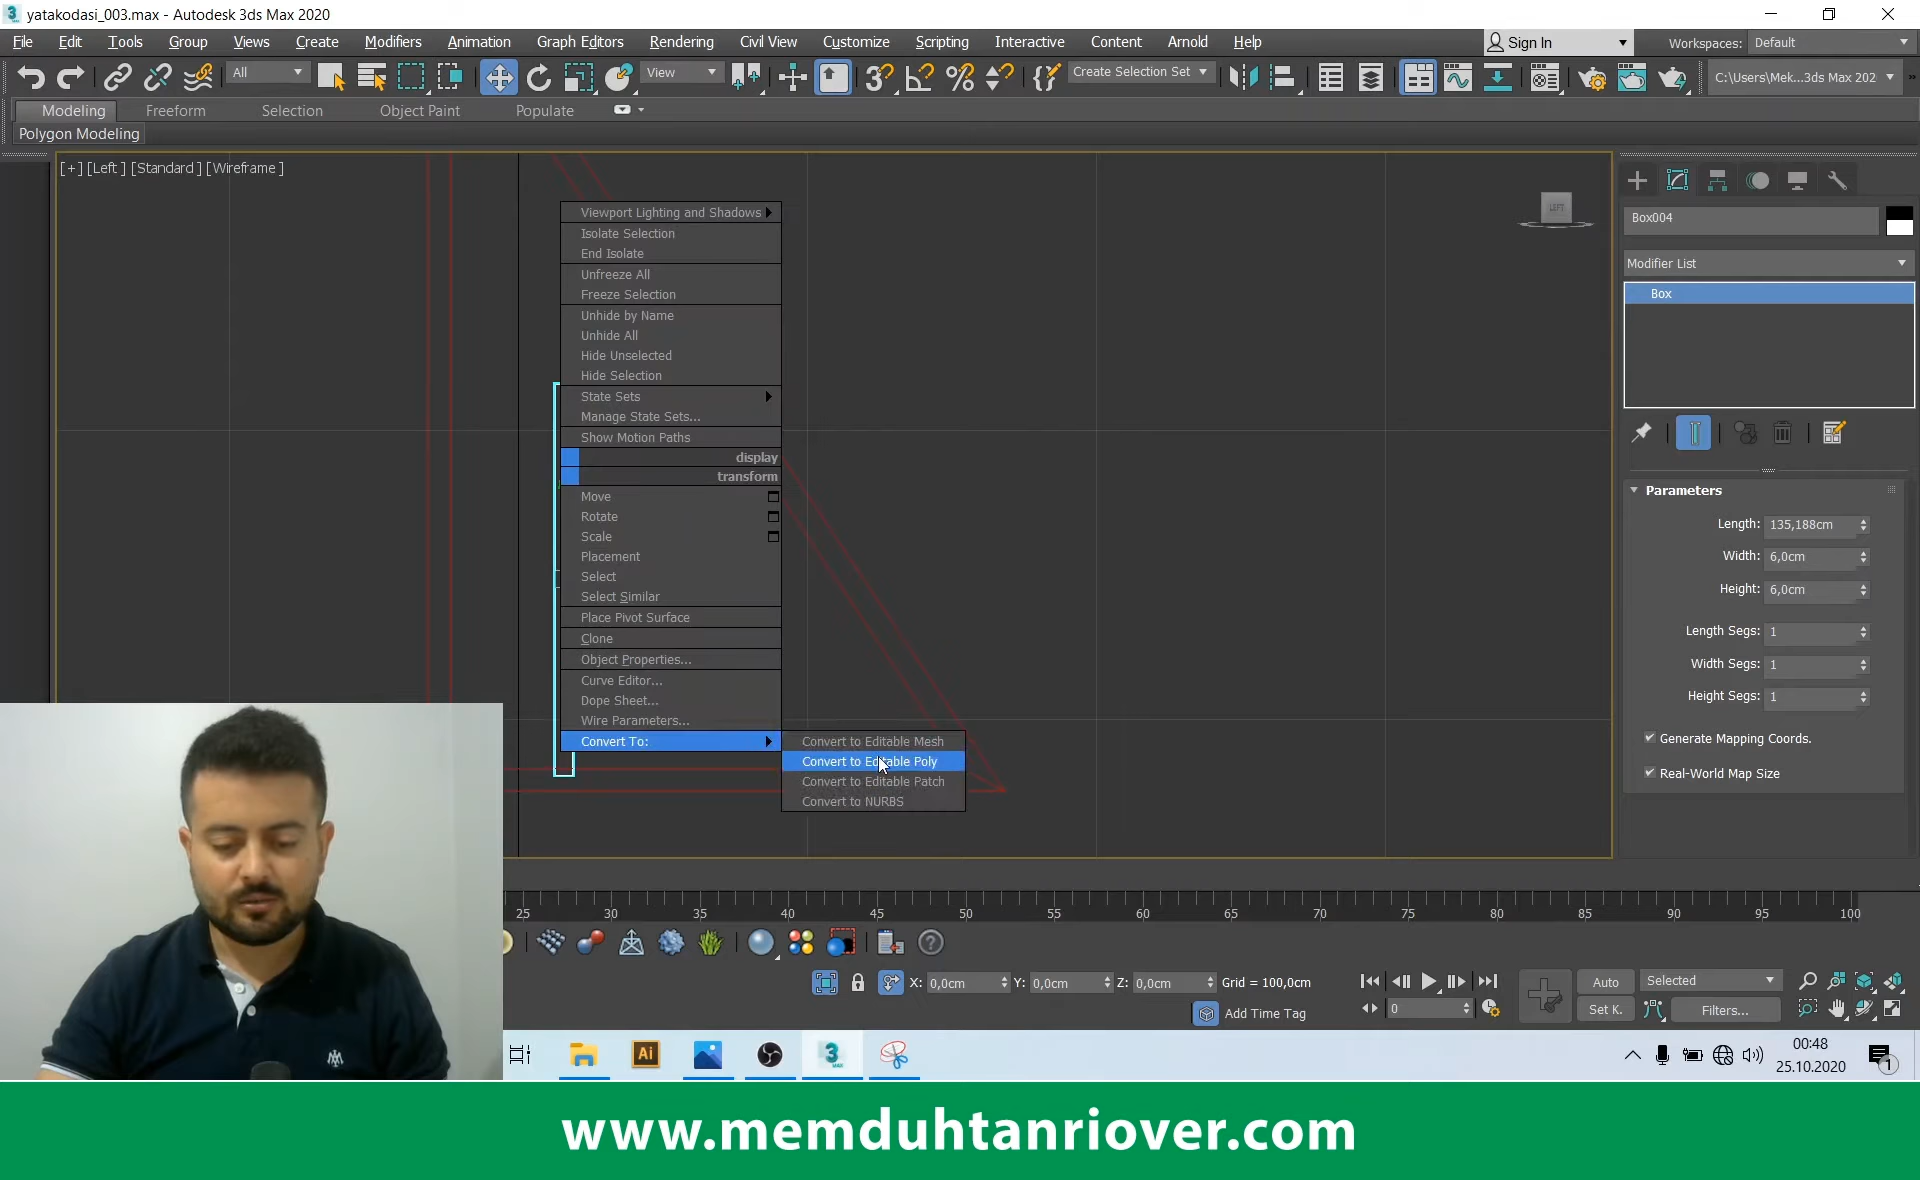 yatakodasi_003.max - Autodesk 3ds Max 2020
File Edit Tools Group Views Create Modifiers Animation Graph Editors Rendering Civil View Customize Scripting Interactive Content Arnold Help Sign In Workspaces: Default
All View Create Selection Set C:\Users\Mek...3ds Max 202
Modeling Freeform Selection Object Paint Populate
Polygon Modeling
[+] [Left ] [Standard ] [Wireframe ]
LEFT
Viewport Lighting and Shadows
Isolate Selection
End Isolate
Unfreeze All
Freeze Selection
Unhide by Name
Unhide All
Hide Unselected
Hide Selection
State Sets
Manage State Sets...
Show Motion Paths
display
transform
Move
Rotate
Scale
Placement
Select
Select Similar
Place Pivot Surface
Clone
Object Properties...
Curve Editor...
Dope Sheet...
Wire Parameters...
Convert To:
Convert to Editable Mesh
Convert to Editable Poly
Convert to Editable Patch
Convert to NURBS
Box004
Modifier List
Box
Parameters
Length: 135,188cm
Width: 6,0cm
Height: 6,0cm
Length Segs: 1
Width Segs: 1
Height Segs: 1
Generate Mapping Coords.
Real-World Map Size
25 30 35 40 45 50 55 60 65 70 75 80 85 90 95 100
X: 0,0cm Y: 0,0cm Z: 0,0cm Grid = 100,0cm
Auto Selected
Add Time Tag
0 Set K. Filters...
Ai 3 MAX
00:48
25.10.2020
1
www.memduhtanriover.com